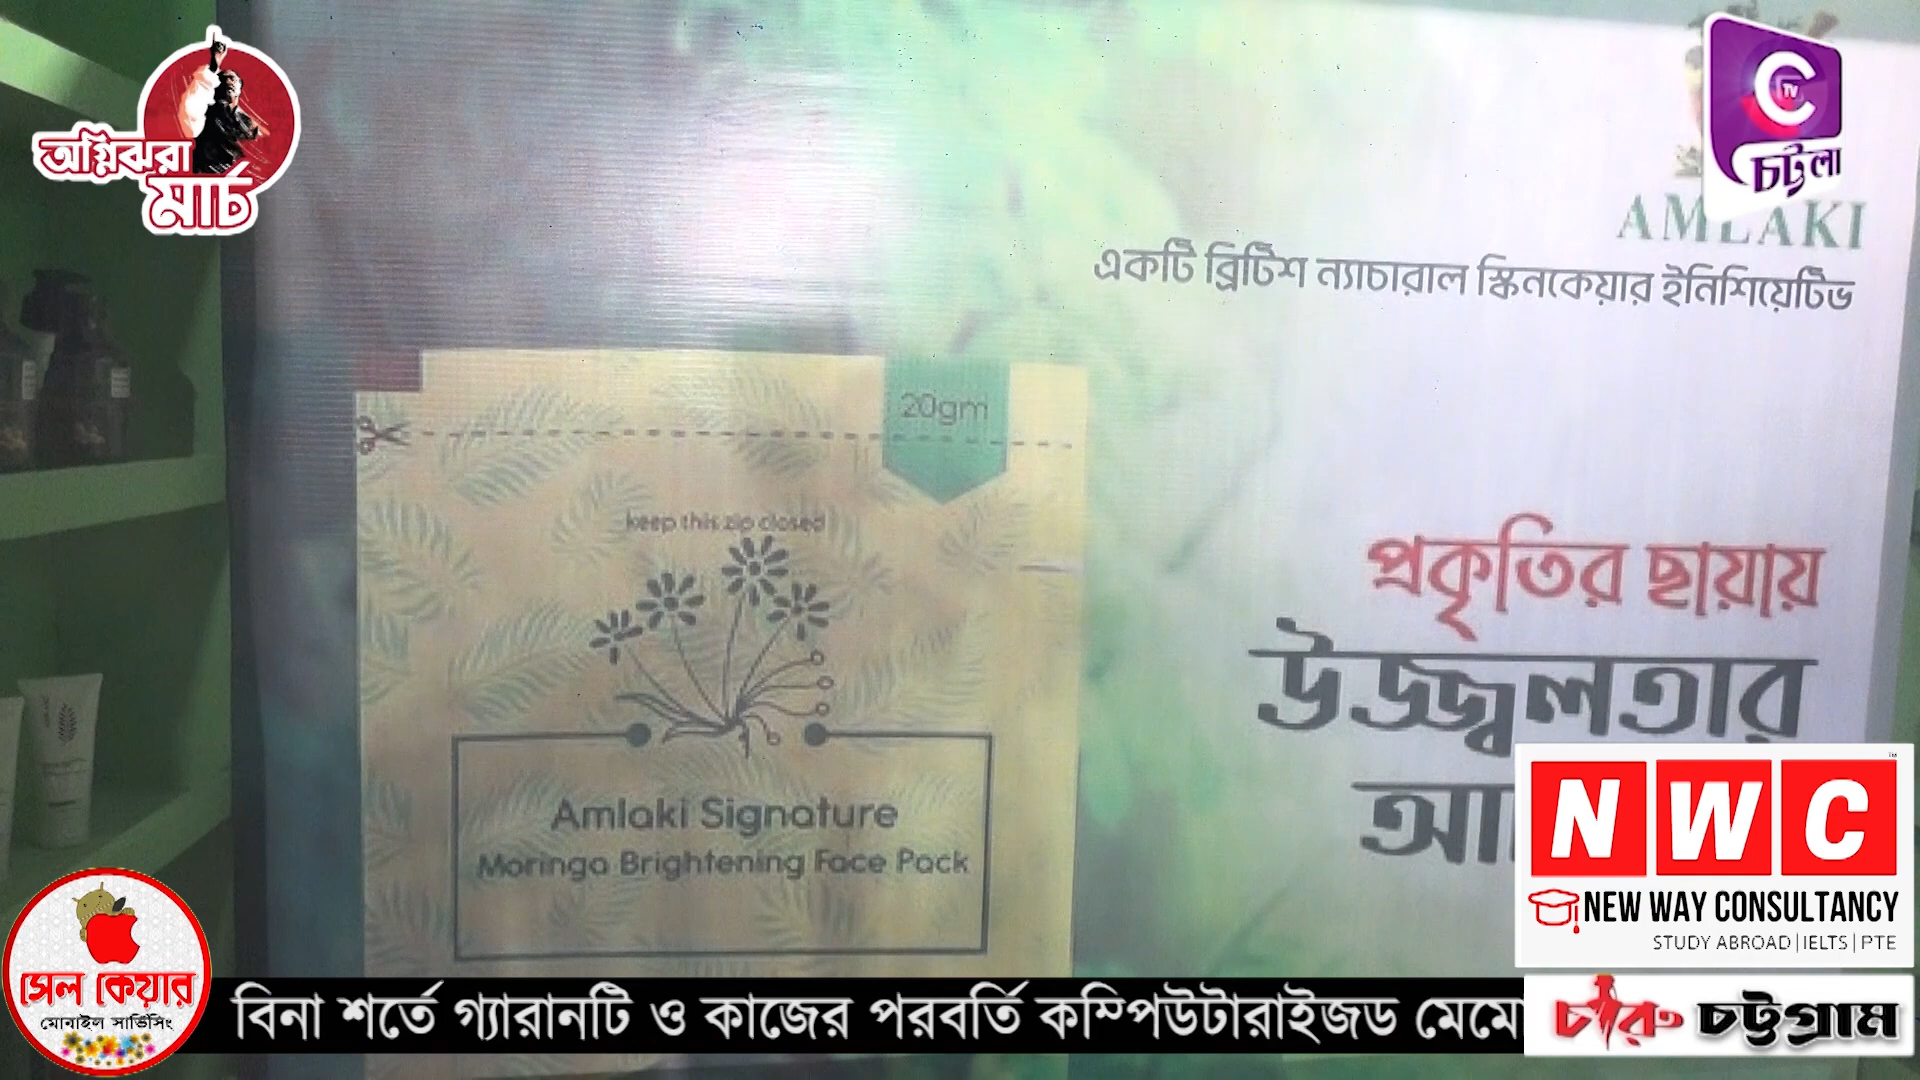 অগ্নিঝরা
মার্চ
C
TV
চট্টলা
AMLAKI
একটি ব্রিটিশ ন্যাচারাল স্কিনকেয়ার ইনিশিয়েটিভ
20gm
keep this zip closed
প্রকৃতির ছায়ায়
উজ্জ্বলতার
Amlaki Signature
Moringa Brightening Face Pack
NWC
NEW WAY CONSULTANCY
STUDY ABROAD | IELTS | PTE
সেল কেয়ার
মোবাইল সার্ভিসিং
বিনা শর্তে গ্যারানটি ও কাজের পরবর্তি কম্পিউটারাইজড মেমো
চারু চট্টগ্রাম